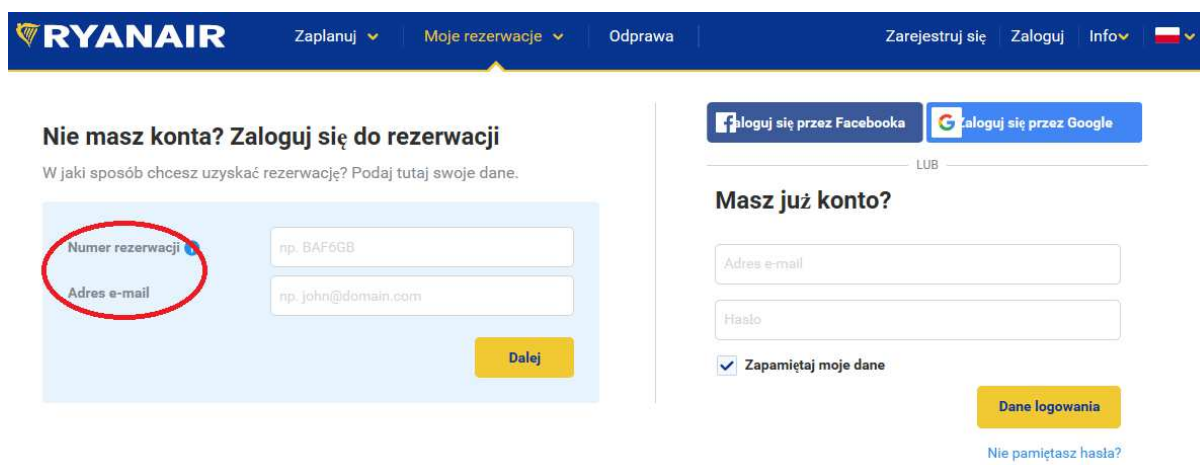 RYANAIR Zaplanuj Moje rezerwacje Odprawa Zarejestruj się Zaloguj Info
Nie masz konta? Zaloguj się do rezerwacji
W jaki sposób chcesz uzyskać rezerwację? Podaj tutaj swoje dane.
Numer rezerwacji np. BAF6GB
Adres e-mail np. john@domain.com
Dalej
aloguj się przez Facebooka aloguj się przez Google
LUB
Masz już konto?
Adres e-mail
Hasło
Zapamiętaj moje dane
Dane logowania
Nie pamiętasz hasła?